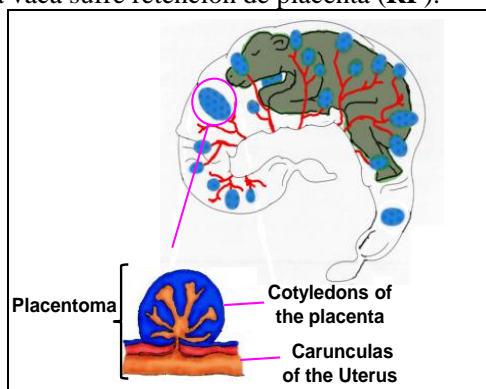 a vaca sufre retención de placenta (RP).
Placentoma
Cotyledons of
the placenta
Carunculas
of the Uterus